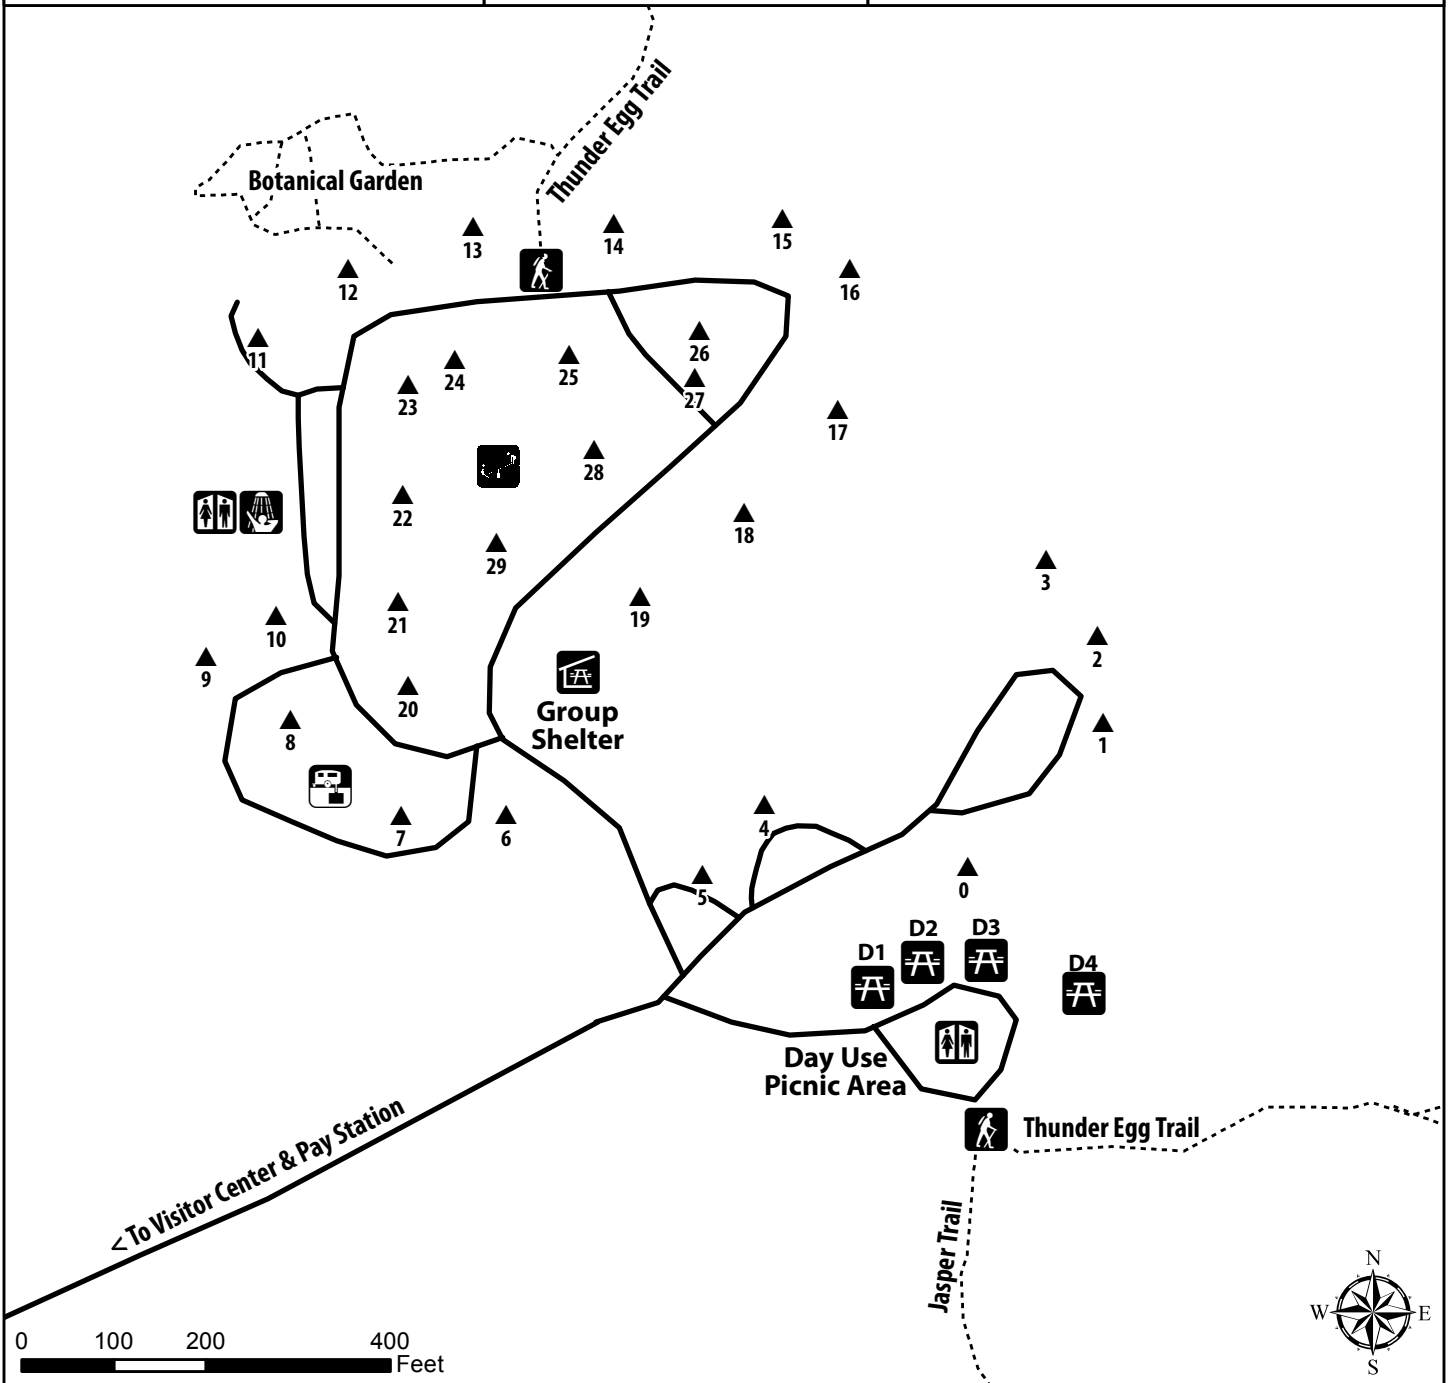 Thunder Egg Trail
Botanical Garden
13
14
15
12
16
11
26
24
25
23
27
17
28
22
18
29
3
21
19
10
2
9
20
Group
Shelter
8
1
4
7
6
5
0
D2
D3
D1
D4
Day Use
Picnic Area
Thunder Egg Trail
< To Visitor Center & Pay Station
Jasper Trail
N
W
E
S
0 100 200 400
Feet